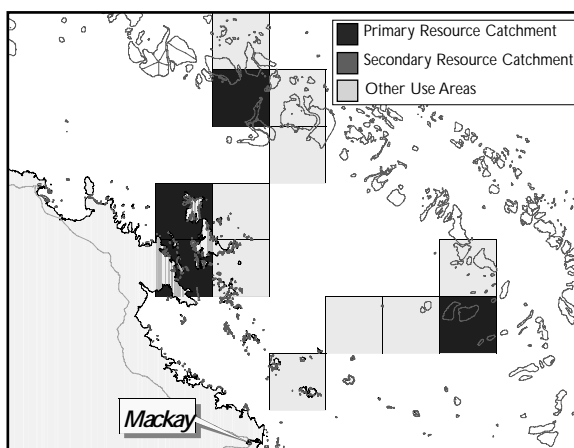 Primary Resource Catchment
Secondary Resource Catchment
Other Use Areas
Mackay